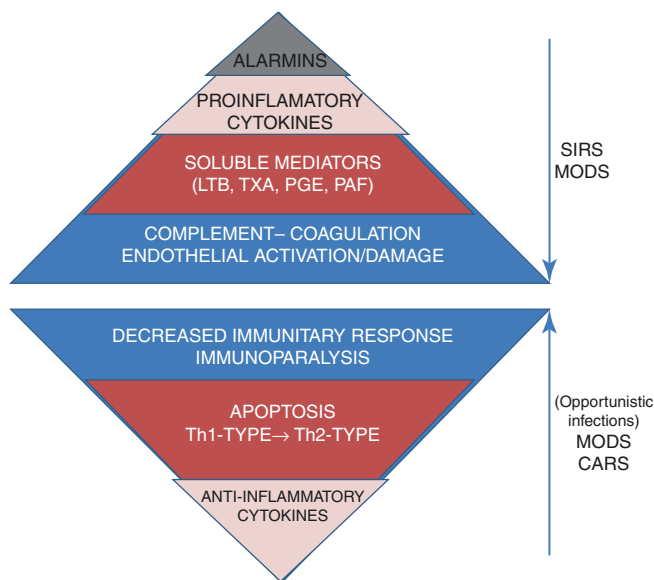 ALARMINS
PROINFLAMATORY
CYTOKINES
SOLUBLE MEDIATORS
(LTB, TXA, PGE, PAF)
COMPLEMENT– COAGULATION
ENDOTHELIAL ACTIVATION/DAMAGE
SIRS
MODS
DECREASED IMMUNITARY RESPONSE
IMMUNOPARALYSIS
APOPTOSIS
Th1-TYPE→ Th2-TYPE
ANTI-INFLAMMATORY
CYTOKINES
(Opportunistic
infections)
MODS
CARS